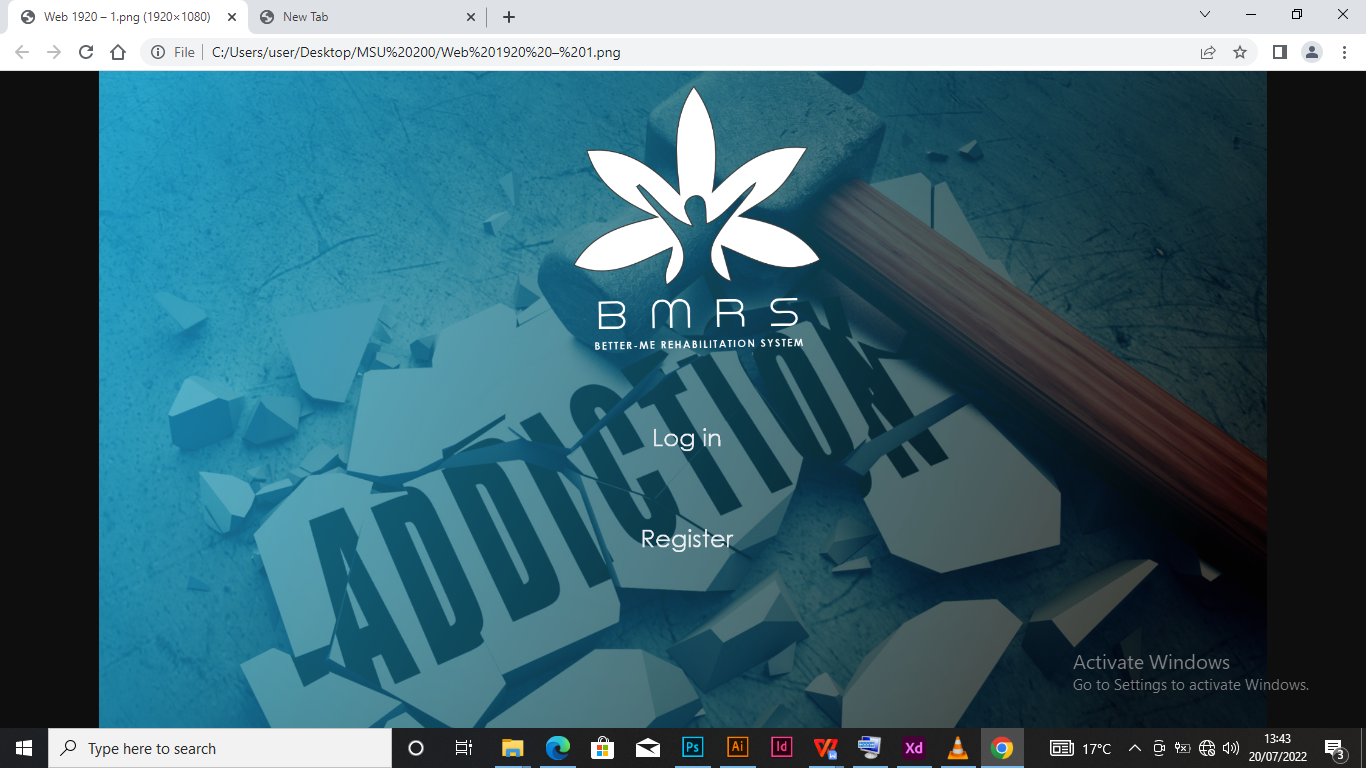 Web 1920 – 1.png (1920×1080)
New Tab
File
C:/Users/user/Desktop/MSU%20200/Web%201920%20–%201.png
BMRS
BETTER-ME REHABILITATION SYSTEM
ADDICTION
Log in
Register
Activate Windows
Go to Settings to activate Windows.
Type here to search
Ps
Ai
Id
Xd
17°C
13:43
20/07/2022
3